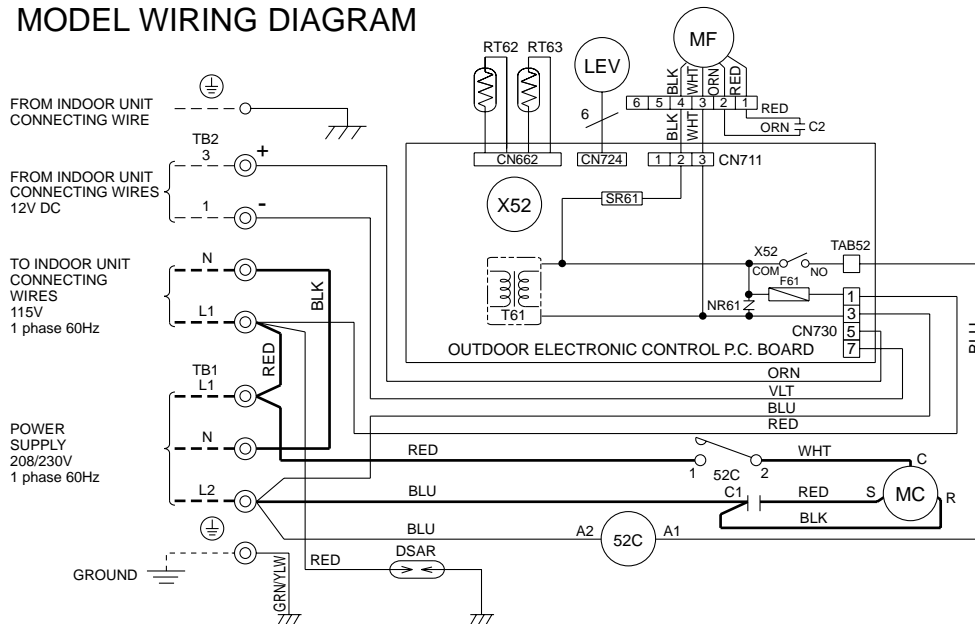 MODEL WIRING DIAGRAM
RT62 RT63
LEV
MF
BLK
WHT
ORN
RED
6 5 4 3 2 1
RED
ORN C2
6
BLK
WHT
FROM INDOOR UNIT
CONNECTING WIRE
TB2
3
+
FROM INDOOR UNIT
CONNECTING WIRES
12V DC
1
-
CN662
CN724
1 2 3 CN711
X52
SR61
T61
X52
COM NO
TAB52
F61
NR61
1
3
CN730 5
7
OUTDOOR ELECTRONIC CONTROL P.C. BOARD
TO INDOOR UNIT
CONNECTING
WIRES
115V
1 phase 60Hz
N
L1
BLK
RED
ORN
VLT
BLU
RED
BLU
TB1
L1
POWER
SUPPLY
208/230V
1 phase 60Hz
N
L2
RED
1 52C 2
WHT
C
BLU
C1
RED
S MC R
BLK
BLU
A2 52C A1
GROUND
GRN/YLW
RED
DSAR